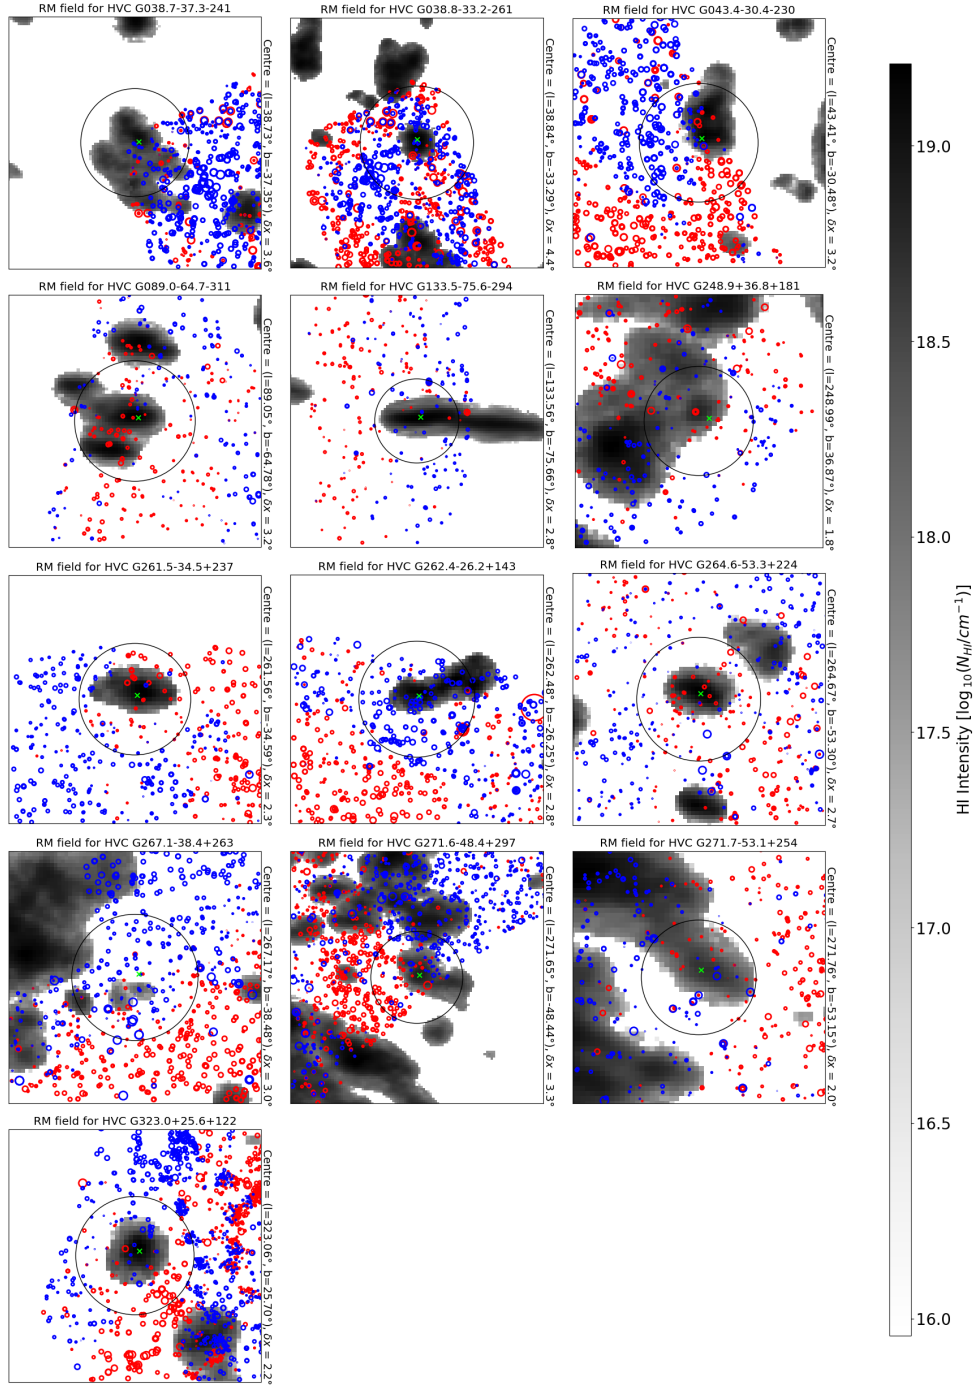 RM field for HVC G038.7-37.3-241
Centre = (l=38.73°, b=-37.35°), δx = 3.6°
RM field for HVC G038.8-33.2-261
Centre = (l=38.84°, b=-33.29°), δx = 4.4°
RM field for HVC G043.4-30.4-230
Centre = (l=43.41°, b=-30.48°), δx = 3.2°
RM field for HVC G089.0-64.7-311
Centre = (l=89.05°, b=-64.78°), δx = 3.2°
RM field for HVC G133.5-75.6-294
Centre = (l=133.56°, b=-75.66°), δx = 2.8°
RM field for HVC G248.9+36.8+181
Centre = (l=248.99°, b=36.87°), δx = 1.8°
RM field for HVC G261.5-34.5+237
Centre = (l=261.56°, b=-34.59°), δx = 2.3°
RM field for HVC G262.4-26.2+143
Centre = (l=262.48°, b=-26.25°), δx = 2.8°
RM field for HVC G264.6-53.3+224
Centre = (l=264.67°, b=-53.30°), δx = 2.7°
RM field for HVC G267.1-38.4+263
Centre = (l=267.17°, b=-38.48°), δx = 3.0°
RM field for HVC G271.6-48.4+297
Centre = (l=271.65°, b=-48.44°), δx = 3.3°
RM field for HVC G271.7-53.1+254
Centre = (l=271.76°, b=-53.15°), δx = 2.0°
RM field for HVC G323.0+25.6+122
Centre = (l=323.06°, b=25.70°), δx = 2.2°
19.0
18.5
18.0
17.5
17.0
16.5
16.0
HI Intensity [log₁₀(N_HI/cm⁻¹)]